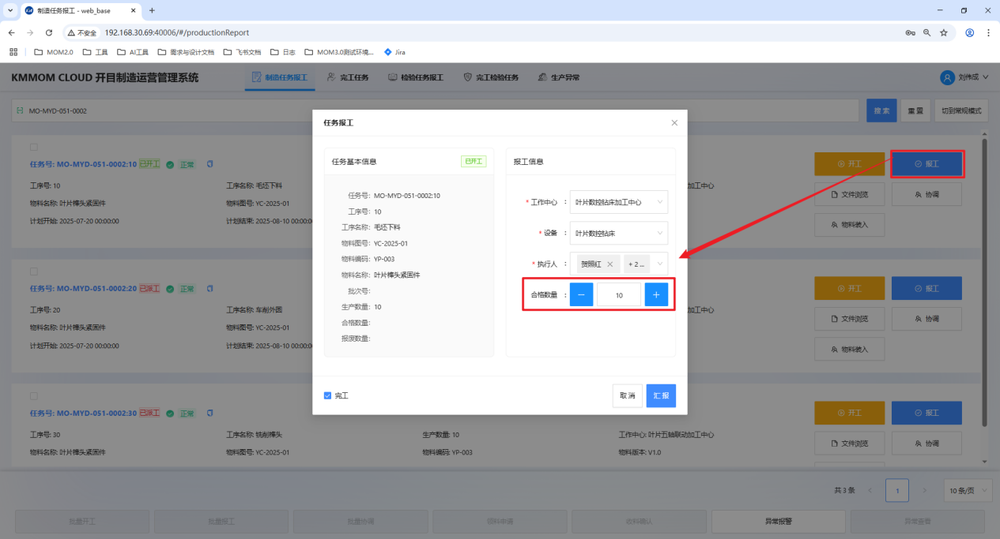 制造任务报工 - web_base
不安全 192.168.30.69:40006/#/productionReport
MOM2.0 工具 AI工具 需求与设计文档 飞书文档 日志 MOM3.0测试环境... Jira
KMMOM CLOUD 开目制造运营管理系统 制造任务报工 完工任务 检验任务报工 完工检验任务 生产异常 刘伟成
MO-MYD-051-0002 搜 索 重 置 切到常规模式
任务号: MO-MYD-051-0002:10 已开工 正常
工序号: 10 工序名称: 毛坯下料 加工中心
物料名称: 叶片榫头紧固件 物料图号: YC-2025-01
计划开始: 2025-07-20 00:00:00 计划结束: 2025-08-10 00:00:0
开工 报工
文件浏览 协调
物料装入
任务号: MO-MYD-051-0002:20 已派工 正常
工序号: 20 工序名称: 车削外圆 加工中心
物料名称: 叶片榫头紧固件 物料图号: YC-2025-01
计划开始: 2025-07-20 00:00:00 计划结束: 2025-08-10 00:00:0
开工 报工
文件浏览 协调
物料装入
任务号: MO-MYD-051-0002:30 已派工 正常
工序号: 30 工序名称: 铣削榫头 生产数量: 10 工作中心: 叶片五轴联动加工中心
物料名称: 叶片榫头紧固件 物料图号: YC-2025-01 物料编码: YP-003 物料版本: V1.0
开工 报工
文件浏览 协调
任务报工
任务基本信息 已开工
任务号: MO-MYD-051-0002:10
工序号: 10
工序名称: 毛坯下料
物料图号: YC-2025-01
物料编码: YP-003
物料名称: 叶片榫头紧固件
批次号:
生产数量: 10
合格数量:
报废数量:
报工信息
* 工作中心 : 叶片数控钻床加工中心
* 设备 : 叶片数控钻床
* 执行人 : 贺照红 + 2 ...
合格数量 : 10
完工 取 消 汇 报
共 3 条 1 10 条/页
批量开工 批量报工 批量协调 领料申请 收料确认 异常报警 异常查看